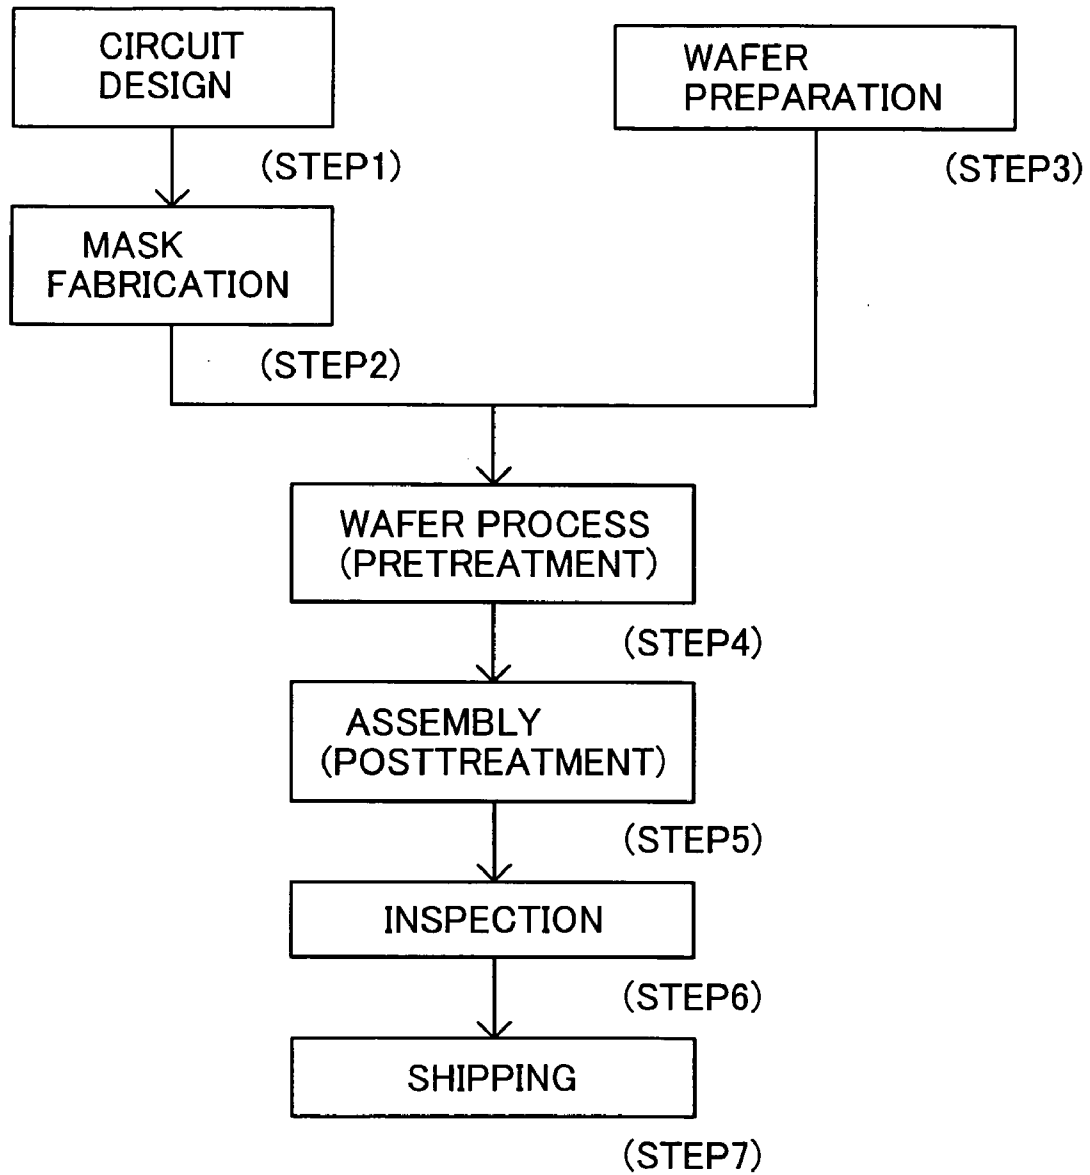 CIRCUIT
DESIGN
(STEP1)
MASK
FABRICATION
(STEP2)
WAFER
PREPARATION
(STEP3)
WAFER PROCESS
(PRETREATMENT)
(STEP4)
ASSEMBLY
(POSTTREATMENT)
(STEP5)
INSPECTION
(STEP6)
SHIPPING
(STEP7)